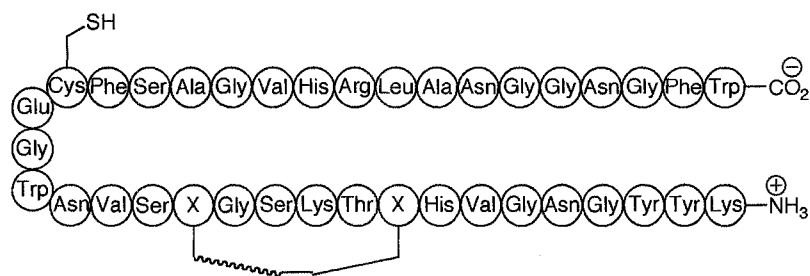 SH
Cys Phe Ser Ala Gly Val His Arg Leu Ala Asn Gly Gly Asn Gly Phe Trp CO2 −
Glu
Gly
Trp
Asn Val Ser X Gly Ser Lys Thr X His Val Gly Asn Gly Tyr Tyr Lys NH3 +